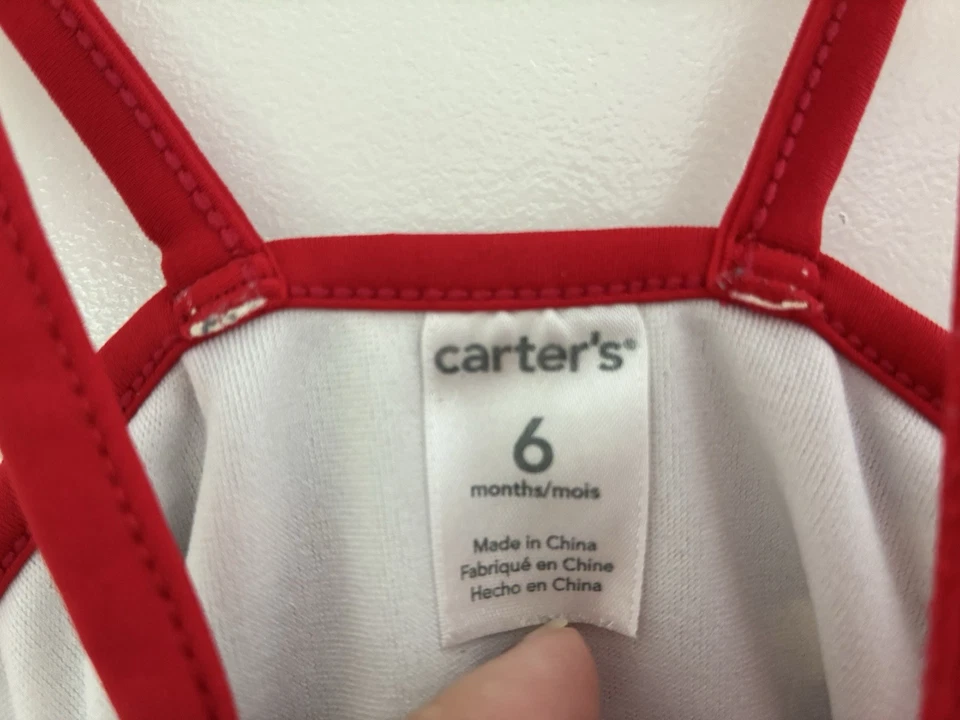 carter's®
6
months/mois
Made in China
Fabriqué en Chine
Hecho en China